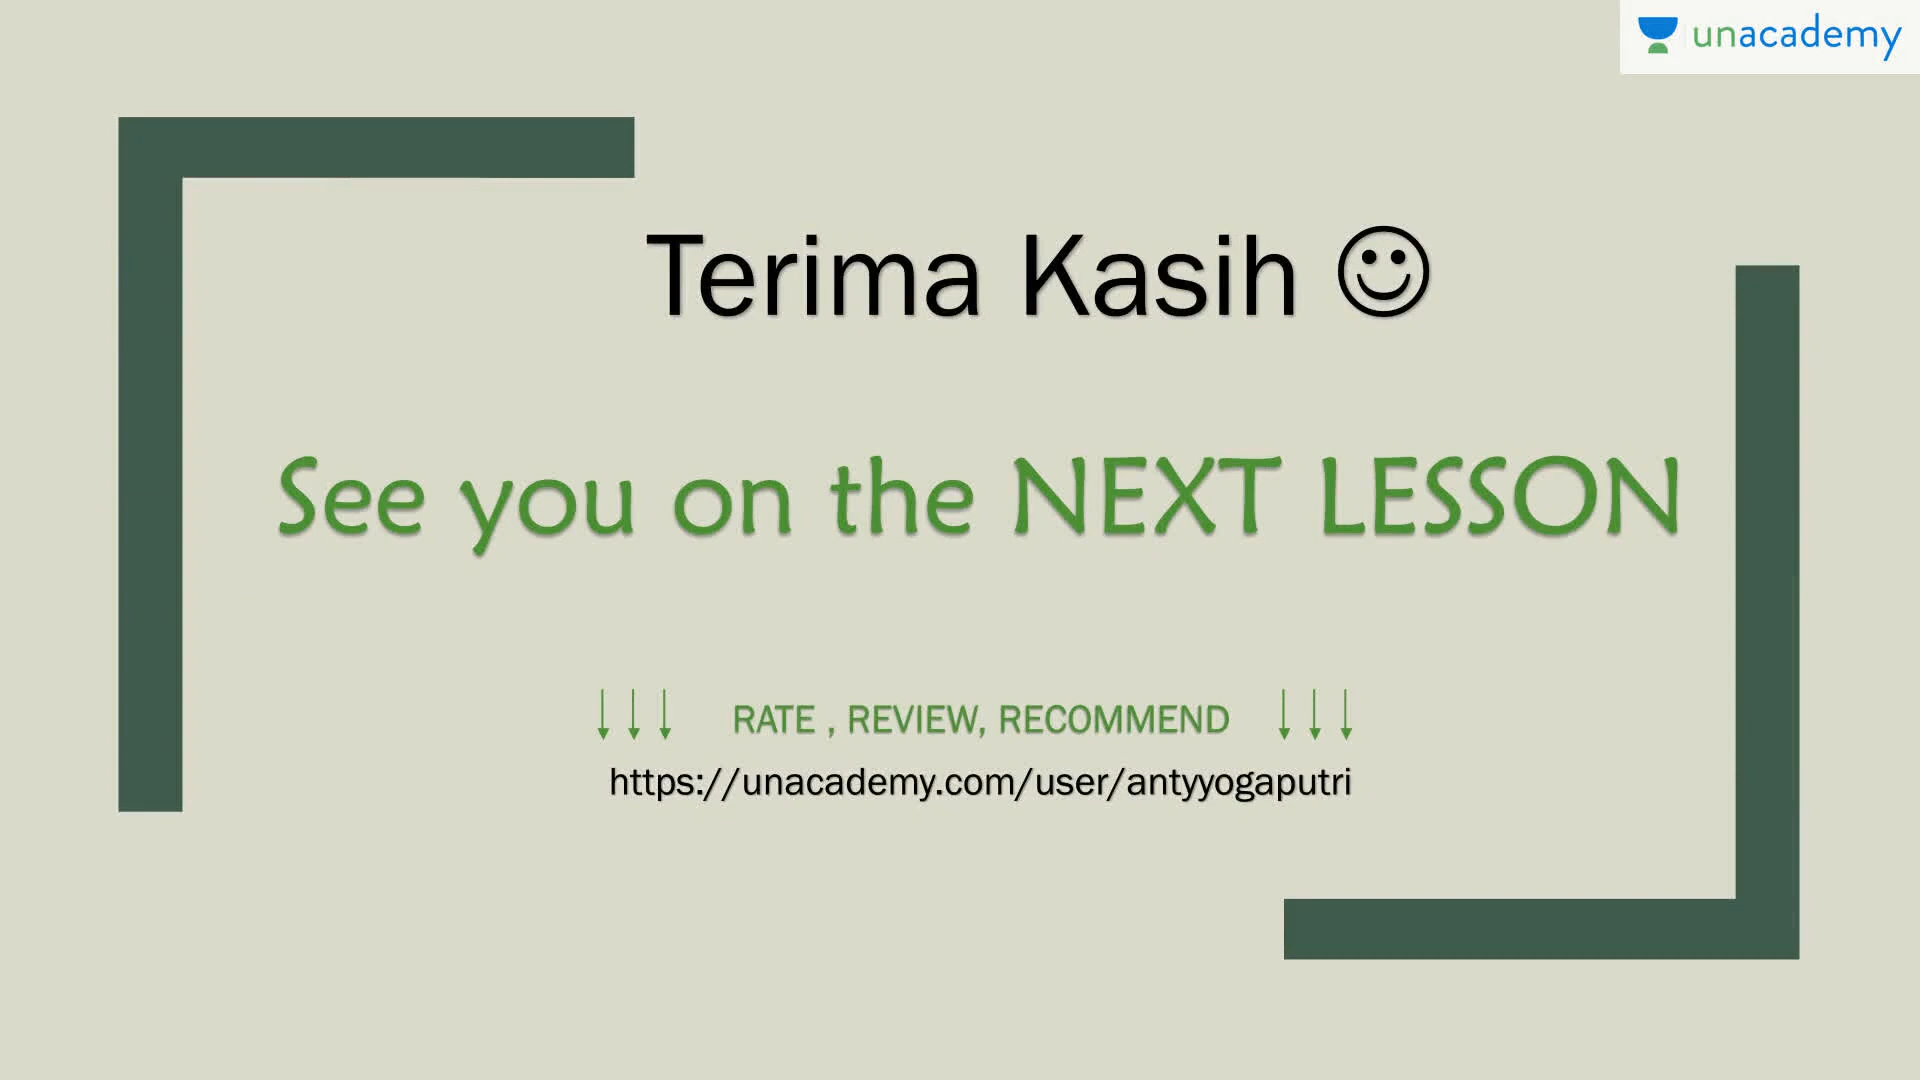 unacademy
Terima Kasih ☺
See you on the NEXT LESSON
↓ ↓ ↓ RATE , REVIEW, RECOMMEND ↓ ↓ ↓
https://unacademy.com/user/antyyogaputri